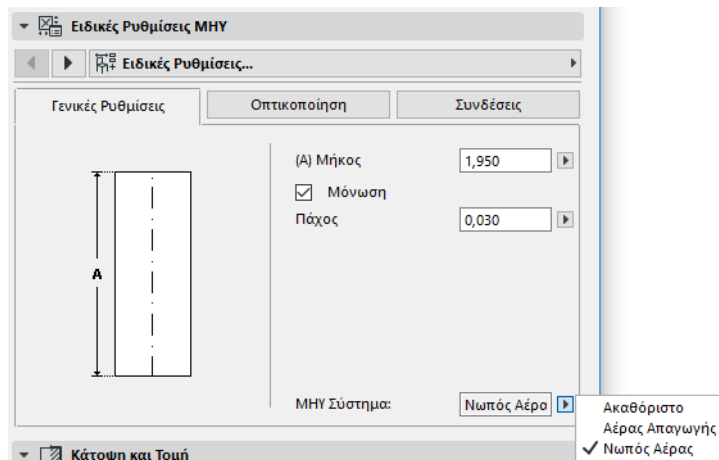 Ειδικές Ρυθμίσεις ΜΗΥ
Ειδικές Ρυθμίσεις...
Γενικές Ρυθμίσεις
Οπτικοποίηση
Συνδέσεις
(A) Μήκος
1,950
Μόνωση
Πάχος
0,030
A
ΜΗΥ Σύστημα:
Νωπός Αέρα
Ακαθόριστο
Αέρας Απαγωγής
Νωπός Αέρας
Κάτοψη και Τομή